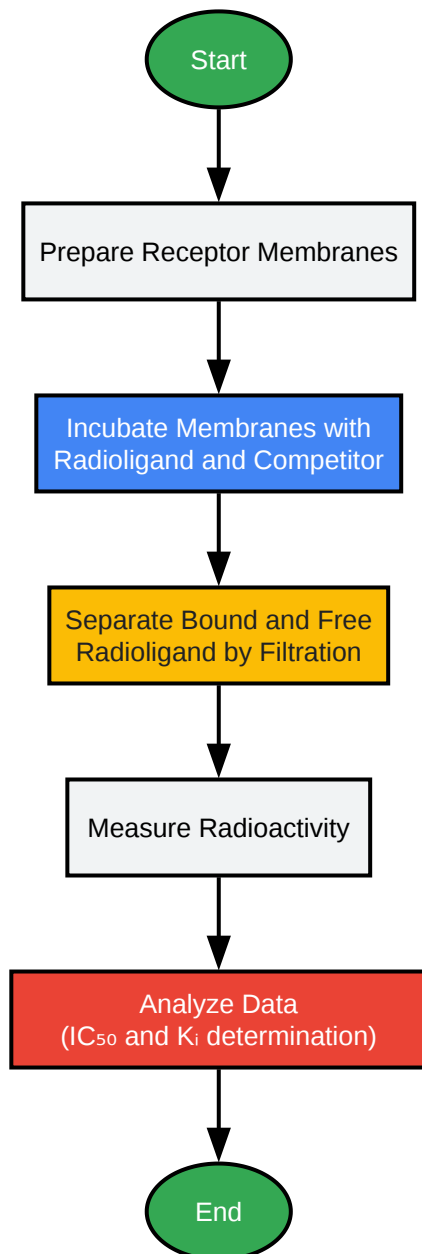 Start
Prepare Receptor Membranes
Incubate Membranes with
Radioligand and Competitor
Separate Bound and Free
Radioligand by Filtration
Measure Radioactivity
Analyze Data
(IC₅₀ and Kᵢ determination)
End